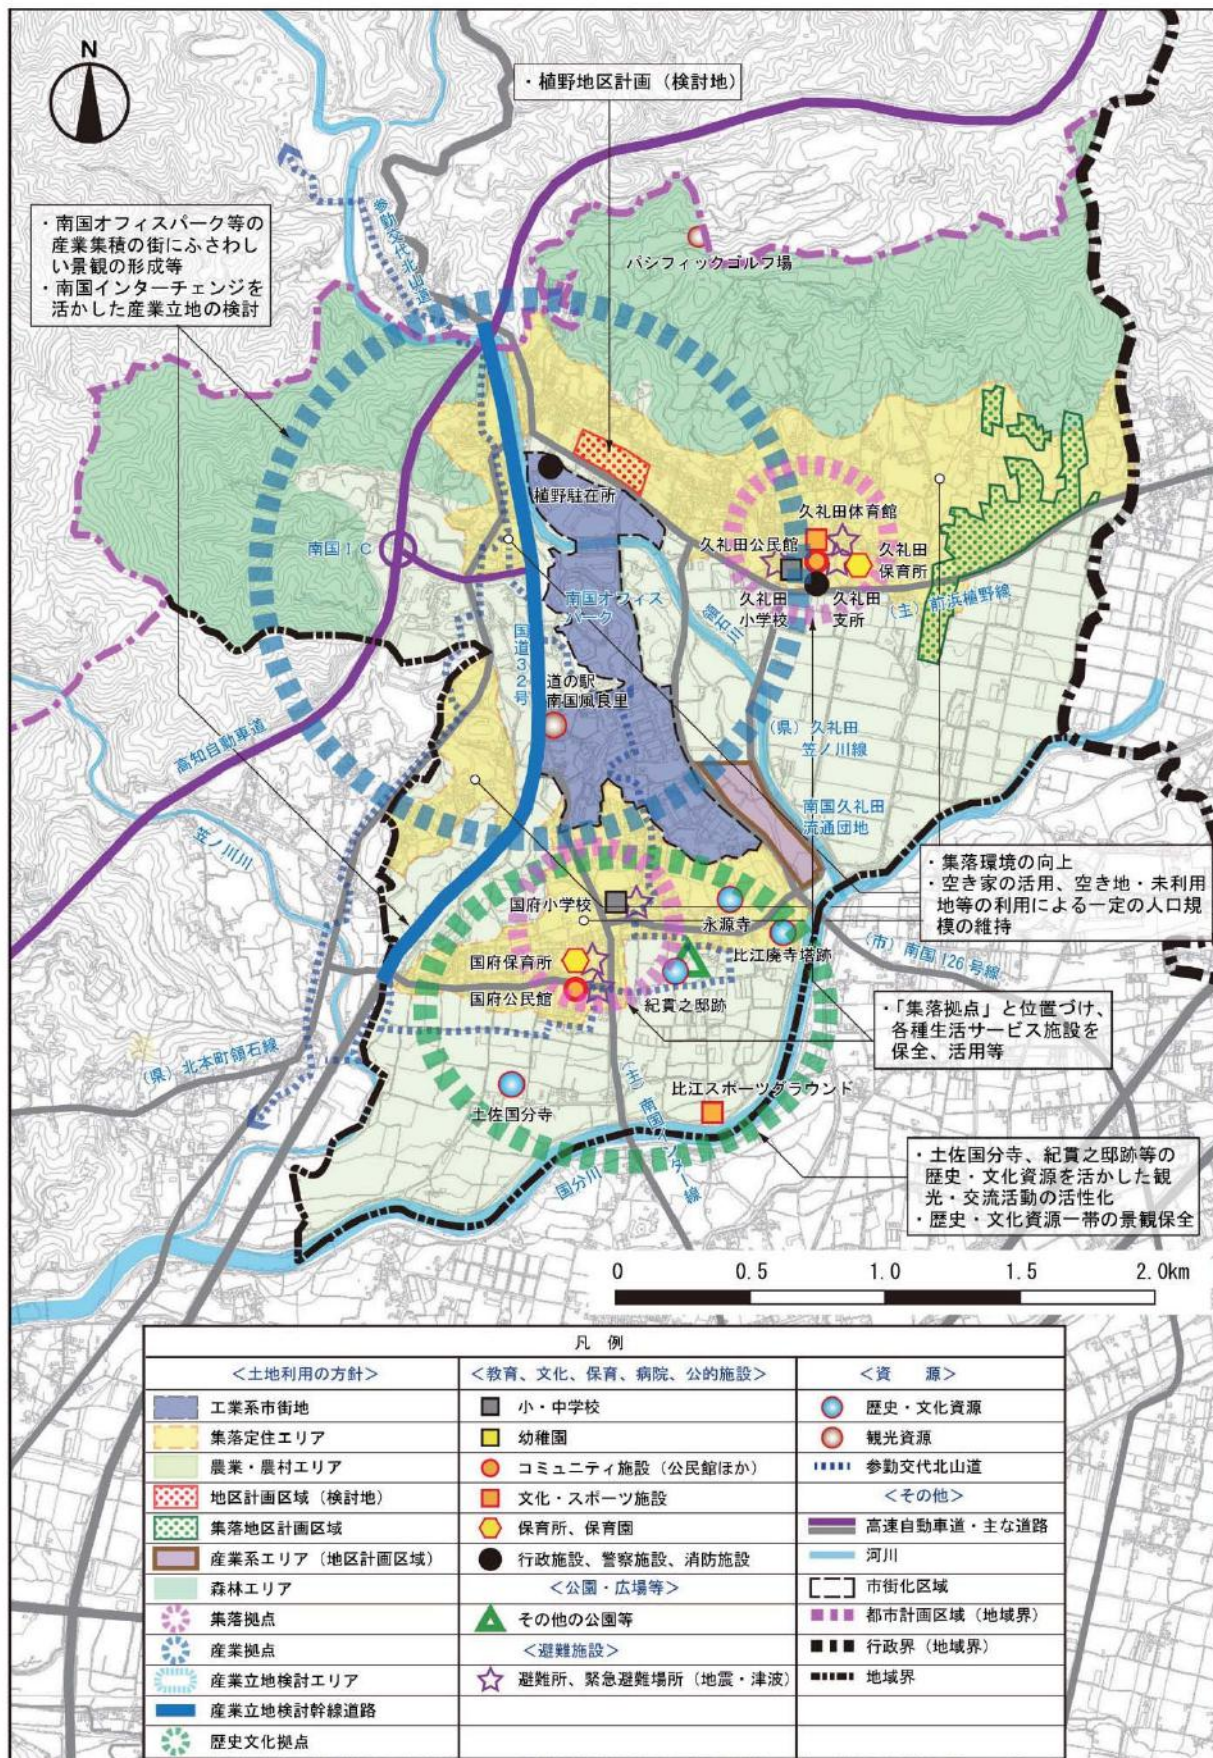 N
・植野地区計画（検討地）
・南国オフィスパーク等の
産業集積の街にふさわし
い景観の形成等
・南国インターチェンジを
活かした産業立地の検討
参勤交代北山道
パシフィックゴルフ場
植野駐在所
久礼田体育館
久礼田公民館
久礼田
保育所
南国ＩＣ
久礼田
小学校
久礼田
支所
（主）前浜植野線
南国オフィス
パーク
領石川
国道３２号
道の駅
南国風良里
（県）久礼田
笠ノ川線
高知自動車道
笠ノ川川
南国久礼田
流通団地
・集落環境の向上
・空き家の活用、空き地・未利用
地等の利用による一定の人口規
模の維持
国府小学校
永源寺
比江廃寺塔跡
（市）南国126号線
国府保育所
国府公民館
紀貫之邸跡
・「集落拠点」と位置づけ、
各種生活サービス施設を
保全、活用等
（県）北本町領石線
土佐国分寺
比江スポーツグラウンド
（主）南国インター線
国分川
・土佐国分寺、紀貫之邸跡等の
歴史・文化資源を活かした観
光・交流活動の活性化
・歴史・文化資源一帯の景観保全
0 0.5 1.0 1.5 2.0km
凡 例
＜土地利用の方針＞
工業系市街地
集落定住エリア
農業・農村エリア
地区計画区域（検討地）
集落地区計画区域
産業系エリア（地区計画区域）
森林エリア
集落拠点
産業拠点
産業立地検討エリア
産業立地検討幹線道路
歴史文化拠点
＜教育、文化、保育、病院、公的施設＞
小・中学校
幼稚園
コミュニティ施設（公民館ほか）
文化・スポーツ施設
保育所、保育園
行政施設、警察施設、消防施設
＜公園・広場等＞
その他の公園等
＜避難施設＞
避難所、緊急避難場所（地震・津波）
＜資 源＞
歴史・文化資源
観光資源
参勤交代北山道
＜その他＞
高速自動車道・主な道路
河川
市街化区域
都市計画区域（地域界）
行政界（地域界）
地域界